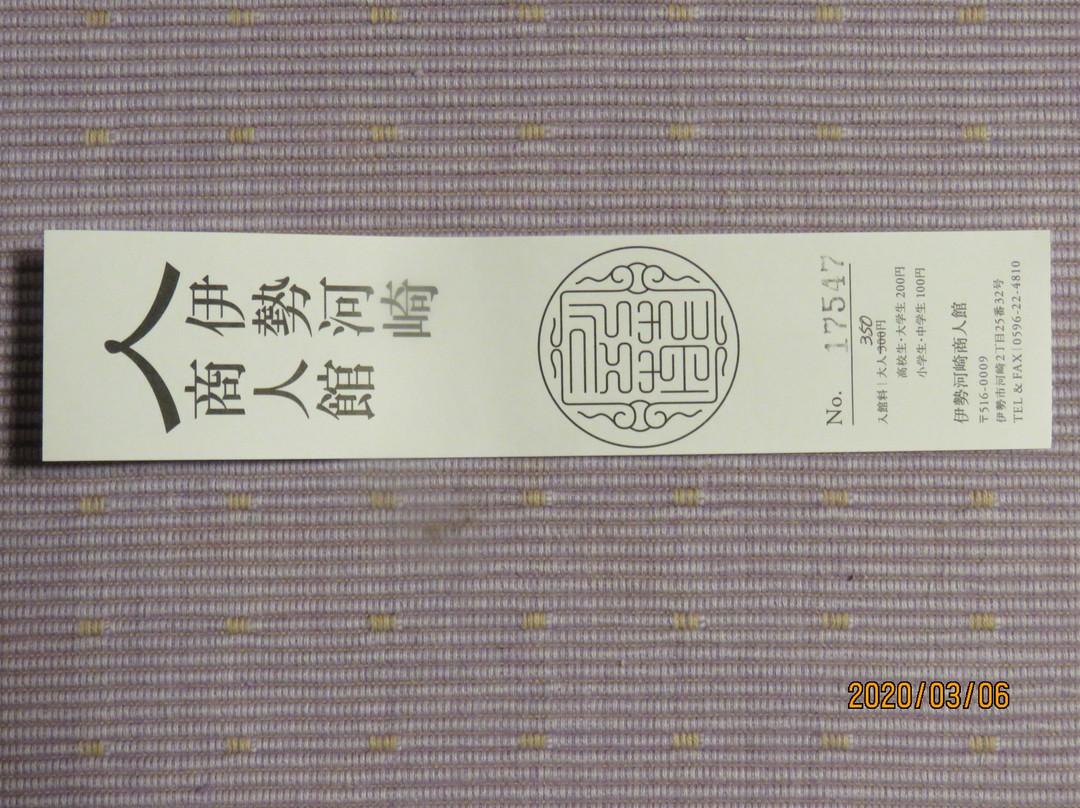 伊勢河崎
商人館
No. 17547
350
入館料｜大人300円
高校生・大学生 200円
小学生・中学生 100円
伊勢河崎商人館
〒516-0009
伊勢市河崎2丁目25番32号
TEL & FAX｜0596-22-4810
2020/03/06